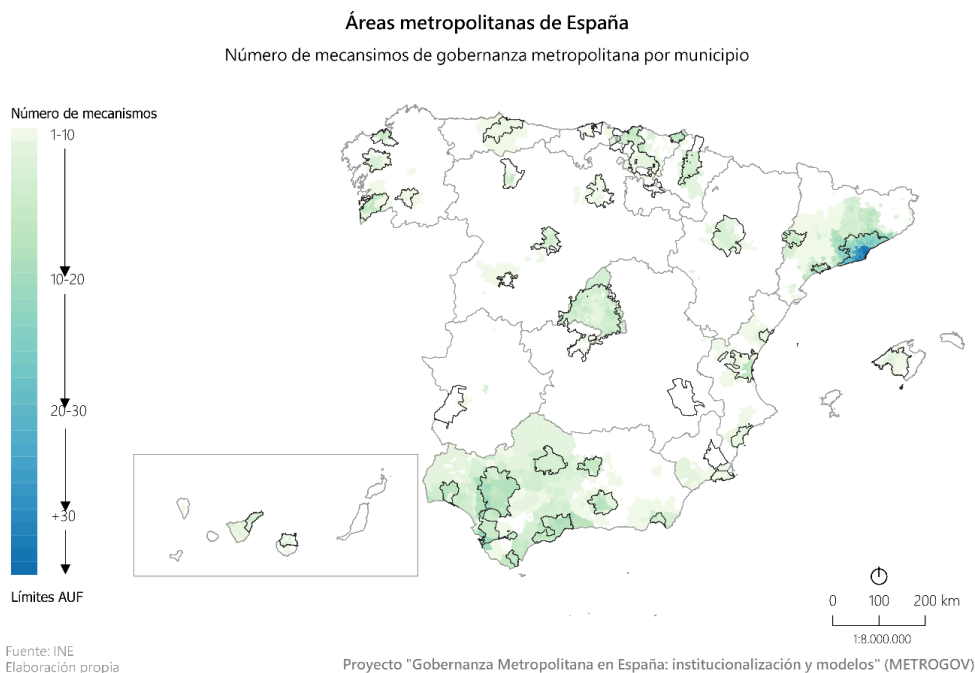 Áreas metropolitanas de España
Número de mecansimos de gobernanza metropolitana por municipio
Número de mecanismos
1-10
10-20
20-30
+30
Límites AUF
0 100 200 km
1:8.000.000
Fuente: INE
Elaboración propia
Proyecto "Gobernanza Metropolitana en España: institucionalización y modelos" (METROGOV)